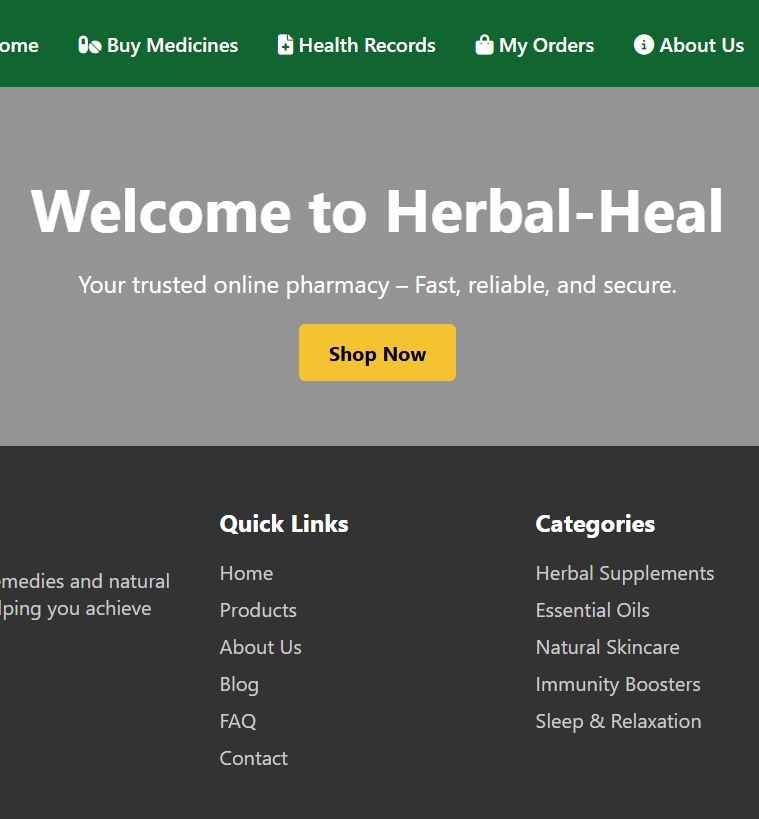 ome Buy Medicines Health Records My Orders About Us
Welcome to Herbal-Heal
Your trusted online pharmacy – Fast, reliable, and secure.
Shop Now
emedies and natural
lping you achieve
Quick Links
Home
Products
About Us
Blog
FAQ
Contact
Categories
Herbal Supplements
Essential Oils
Natural Skincare
Immunity Boosters
Sleep & Relaxation